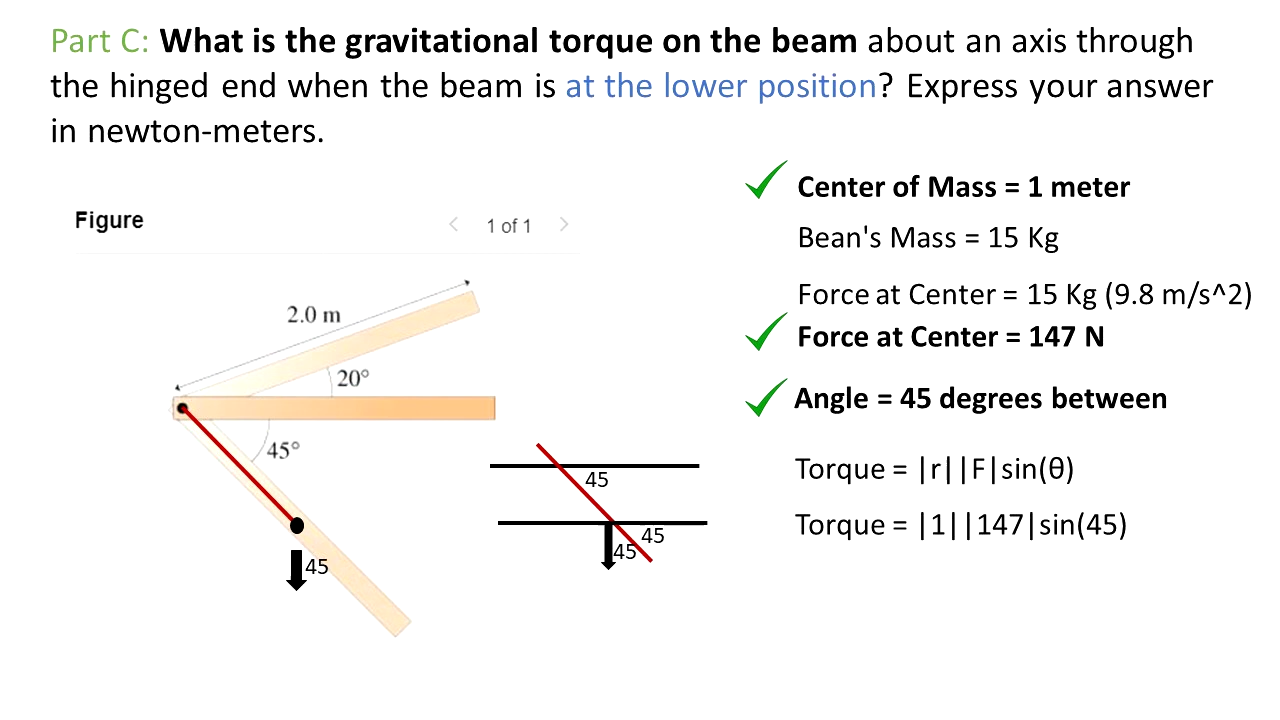 Part C: What is the gravitational torque on the beam about an axis through
the hinged end when the beam is at the lower position? Express your answer
in newton-meters.
Figure
1 of 1
2.0 m
20°
45°
45
45
45
45
Center of Mass = 1 meter
Bean's Mass = 15 Kg
Force at Center = 15 Kg (9.8 m/s^2)
Force at Center = 147 N
Angle = 45 degrees between
Torque = |r||F|sin(θ)
Torque = |1||147|sin(45)